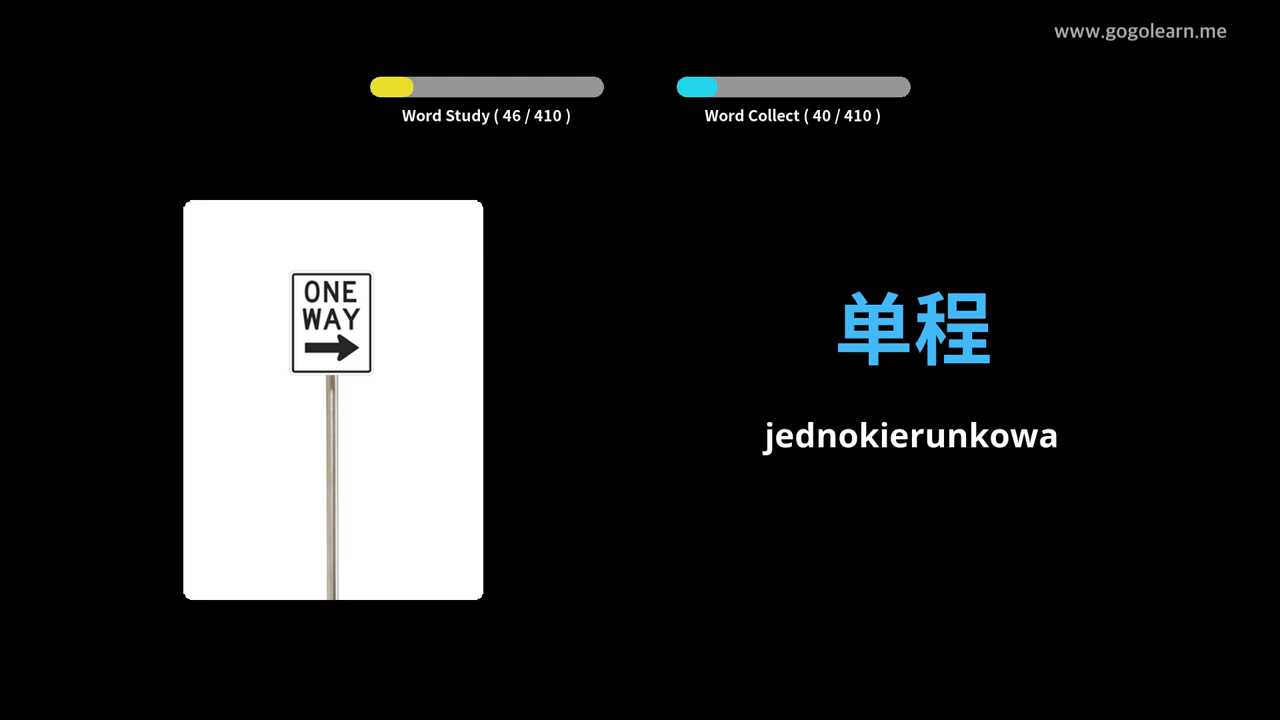 www.gogolearn.me
Word Study ( 46 / 410 )
Word Collect ( 40 / 410 )
ONE
WAY
单程
jednokierunkowa